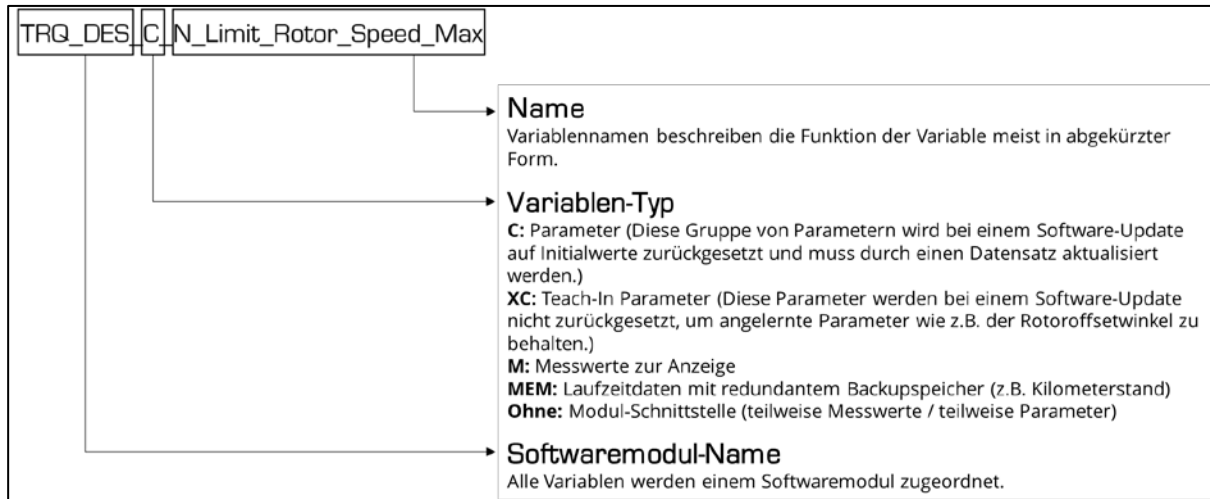 TRQ_DES_C_N_Limit_Rotor_Speed_Max
Name
Variablennamen beschreiben die Funktion der Variable meist in abgekürzter
Form.
Variablen-Typ
C: Parameter (Diese Gruppe von Parametern wird bei einem Software-Update
auf Initialwerte zurückgesetzt und muss durch einen Datensatz aktualisiert
werden.)
XC: Teach-In Parameter (Diese Parameter werden bei einem Software-Update
nicht zurückgesetzt, um angelernte Parameter wie z.B. der Rotoroffsetwinkel zu
behalten.)
M: Messwerte zur Anzeige
MEM: Laufzeitdaten mit redundantem Backupspeicher (z.B. Kilometerstand)
Ohne: Modul-Schnittstelle (teilweise Messwerte / teilweise Parameter)
Softwaremodul-Name
Alle Variablen werden einem Softwaremodul zugeordnet.